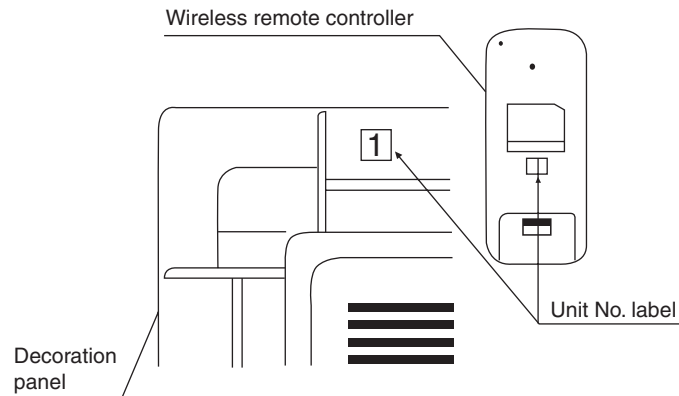 Wireless remote controller
1
Unit No. label
Decoration
panel